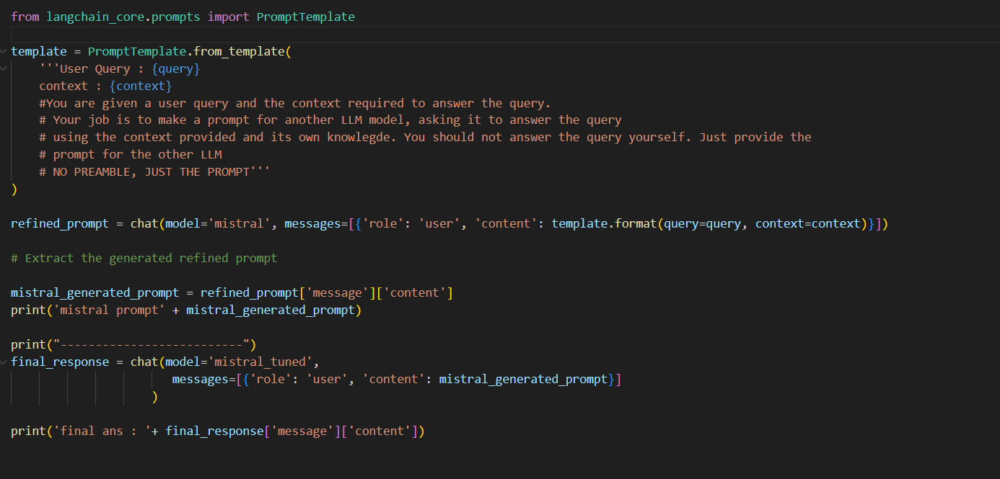 from langchain_core.prompts import PromptTemplate
template = PromptTemplate.from_template(
    '''User Query : {query}
    context : {context}
    #You are given a user query and the context required to answer the query.
    # Your job is to make a prompt for another LLM model, asking it to answer the query
    # using the context provided and its own knowlegde. You should not answer the query yourself. Just provide the
    # prompt for the other LLM
    # NO PREAMBLE, JUST THE PROMPT'''
)
refined_prompt = chat(model='mistral', messages=[{'role': 'user', 'content': template.format(query=query, context=context)}])
# Extract the generated refined prompt
mistral_generated_prompt = refined_prompt['message']['content']
print('mistral prompt' + mistral_generated_prompt)
print("--------------------------")
final_response = chat(model='mistral_tuned',
                       messages=[{'role': 'user', 'content': mistral_generated_prompt}]
                    )
print('final ans : '+ final_response['message']['content'])